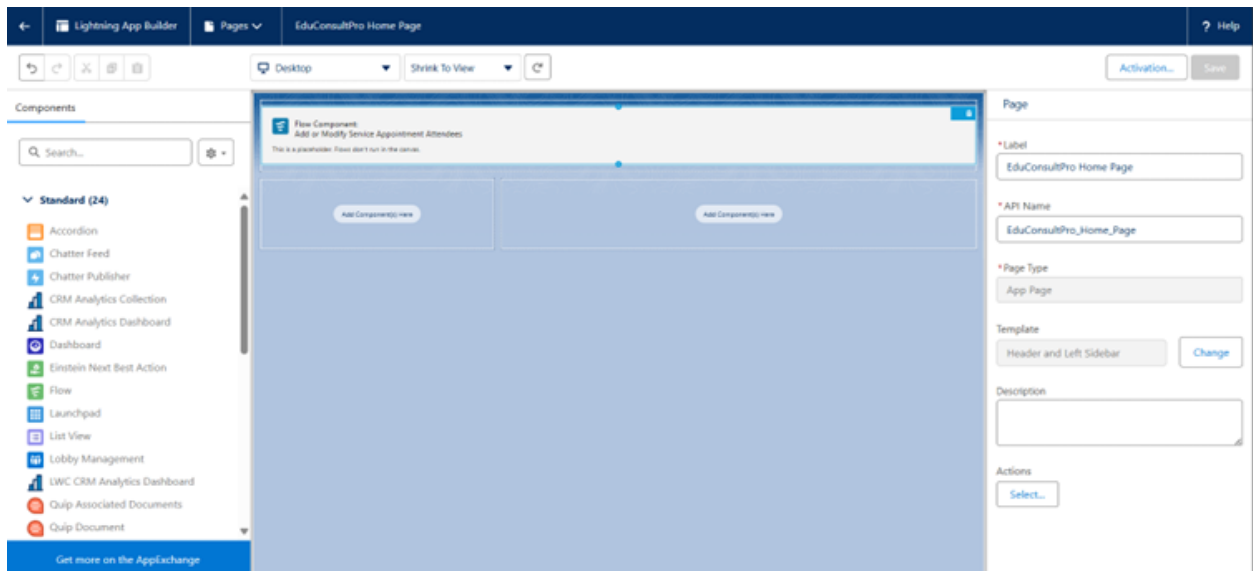 Lightning App Builder
Pages
EduConsultPro Home Page
? Help
Desktop
Shrink To View
Activation...
Save
Components
Search...
Standard (24)
Accordion
Chatter Feed
Chatter Publisher
CRM Analytics Collection
CRM Analytics Dashboard
Dashboard
Einstein Next Best Action
Flow
Launchpad
List View
Lobby Management
LWC CRM Analytics Dashboard
Quip Associated Documents
Quip Document
Get more on the AppExchange
Flow Component:
Add or Modify Service Appointment Attendees
This is a placeholder. Flows don't run in the canvas.
Add Component(s) Here
Add Component(s) Here
Page
*Label
EduConsultPro Home Page
*API Name
EduConsultPro_Home_Page
*Page Type
App Page
Template
Header and Left Sidebar
Change
Description
Actions
Select...